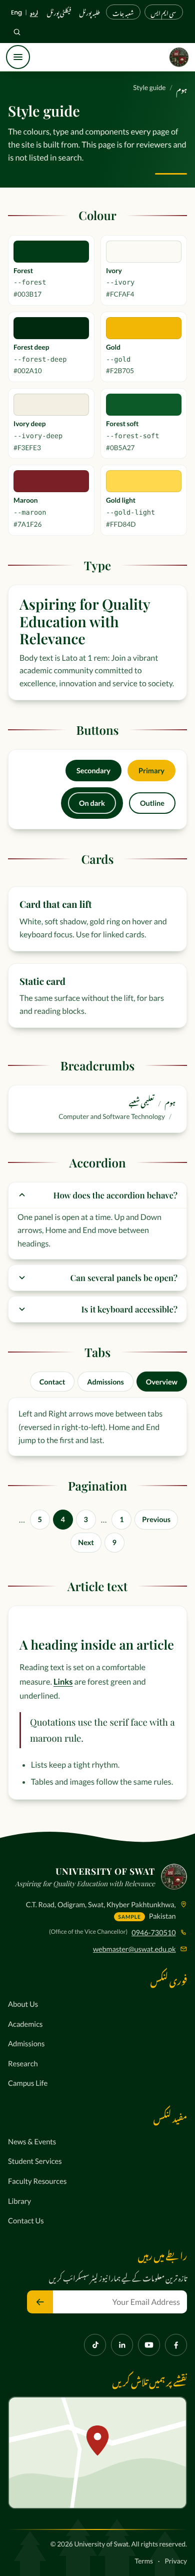 Eng | اردو فیکلٹی پورٹل طلبہ پورٹل شعبہ جات سی ایم ایس
ہوم / Style guide
Style guide
The colours, type and components every page of the site is built from. This page is for reviewers and is not listed in search.
Colour
Forest
--forest
#003B17
Ivory
--ivory
#FCFAF4
Forest deep
--forest-deep
#002A10
Gold
--gold
#F2B705
Ivory deep
--ivory-deep
#F3EFE3
Forest soft
--forest-soft
#0B5A27
Maroon
--maroon
#7A1F26
Gold light
--gold-light
#FFD84D
Type
Aspiring for Quality
Education with
Relevance
Body text is Lato at 1 rem: Join a vibrant
academic community committed to
excellence, innovation and service to society.
Buttons
Primary
Secondary
Outline
On dark
Cards
Card that can lift
White, soft shadow, gold ring on hover and
keyboard focus. Use for linked cards.
Static card
The same surface without the lift, for bars
and reading blocks.
Breadcrumbs
ہوم / تعلیمی شعبے
/ Computer and Software Technology
Accordion
How does the accordion behave?
One panel is open at a time. Up and Down
arrows, Home and End move between
headings.
Can several panels be open?
Is it keyboard accessible?
Tabs
Overview
Admissions
Contact
Left and Right arrows move between tabs
(reversed in right-to-left). Home and End
jump to the first and last.
Pagination
Previous 1 … 3 4 5 …
9 Next
Article text
A heading inside an article
Reading text is set on a comfortable
measure. Links are forest green and
underlined.
Quotations use the serif face with a
maroon rule.
• Lists keep a tight rhythm.
• Tables and images follow the same rules.
UNIVERSITY OF SWAT
Aspiring for Quality Education with Relevance
C.T. Road, Odigram, Swat, Khyber Pakhtunkhwa,
Pakistan SAMPLE
0946-730510 (Office of the Vice Chancellor)
webmaster@uswat.edu.pk
فوری لنکس
About Us
Academics
Admissions
Research
Campus Life
مفید لنکس
News & Events
Student Services
Faculty Resources
Library
Contact Us
رابطے میں رہیں
تازہ ترین معلومات کے لیے ہمارا نیوز لیٹر سبسکرائب کریں
Your Email Address
نقشے پر ہمیں تلاش کریں
© 2026 University of Swat. All rights reserved.
Terms · Privacy